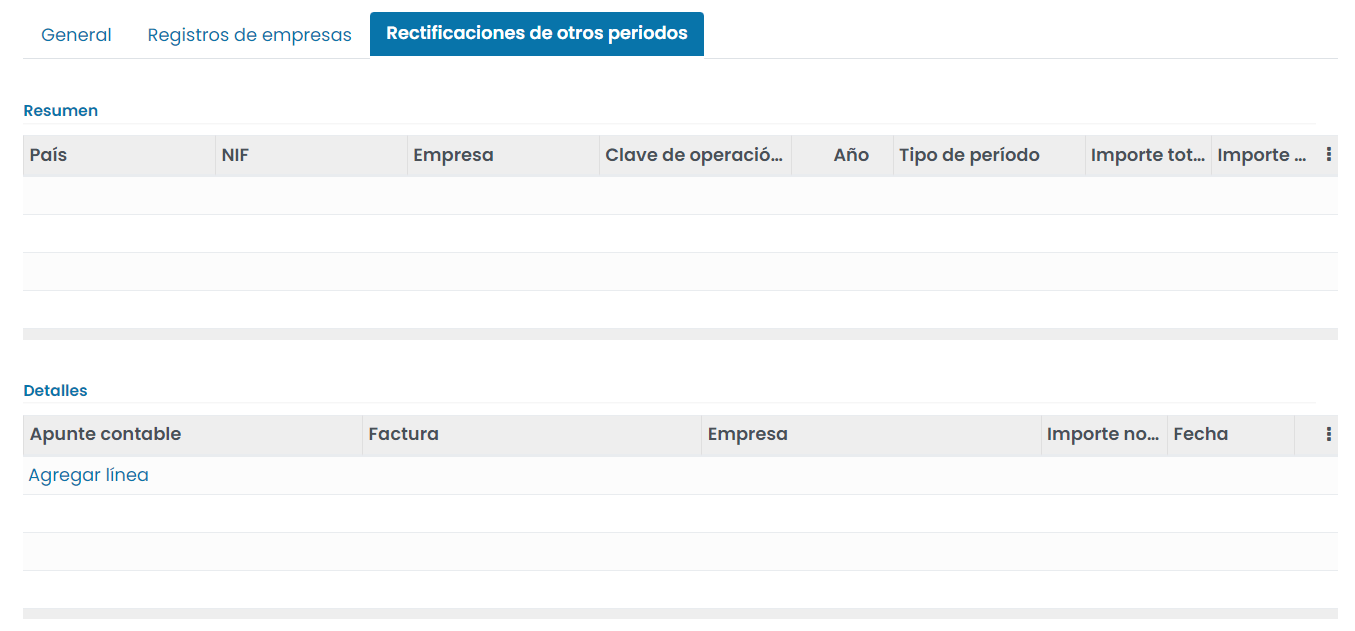 General Registros de empresas Rectificaciones de otros periodos
Resumen
País NIF Empresa Clave de operació... Año Tipo de período Importe tot... Importe ...
Detalles
Apunte contable Factura Empresa Importe no... Fecha
Agregar línea